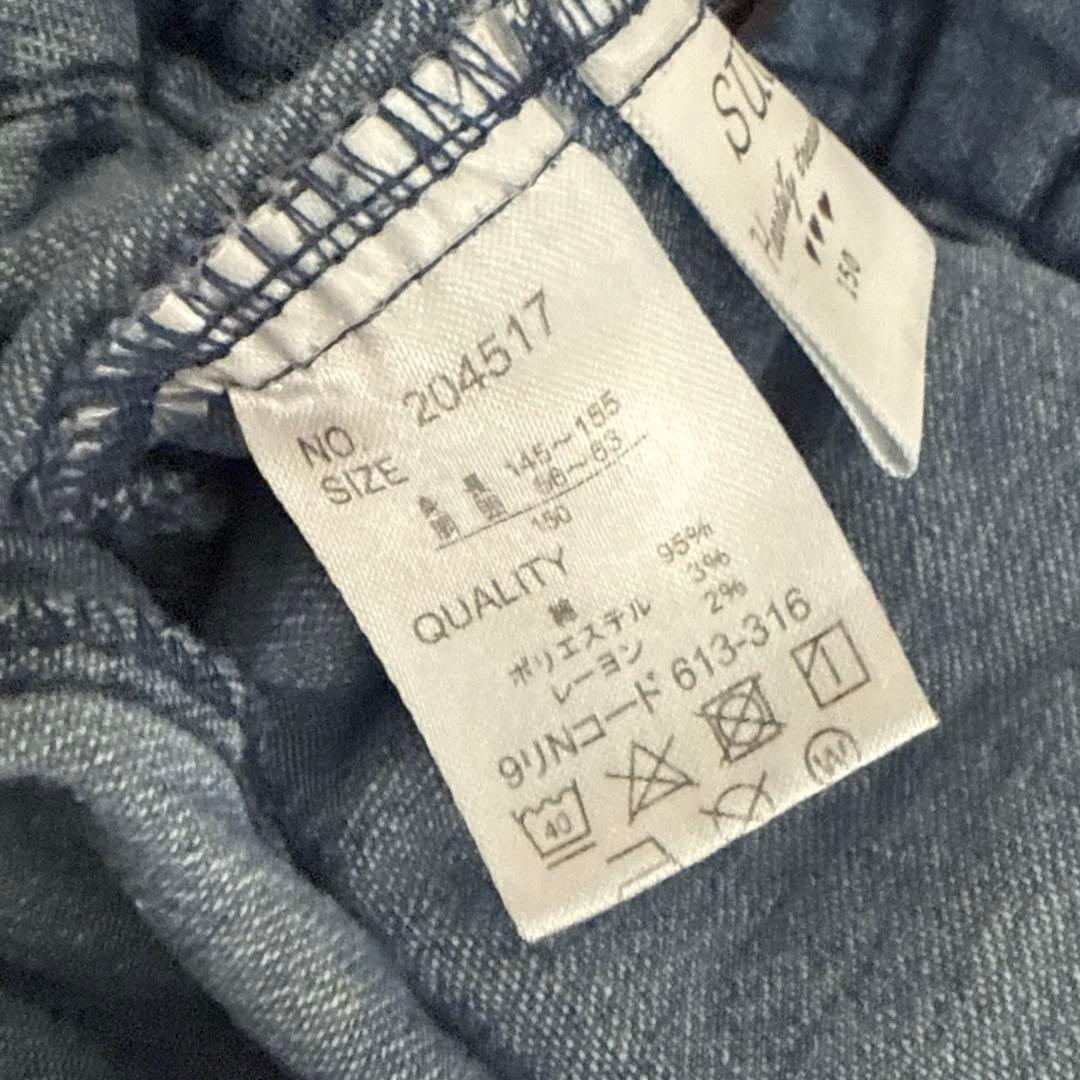 NO. 204517
SIZE
身長 145~155
胴囲 56~63
150
QUALITY
綿 95%
ポリエステル 3%
レーヨン 2%
9リNコード 613-316
40
W
Hearty
150